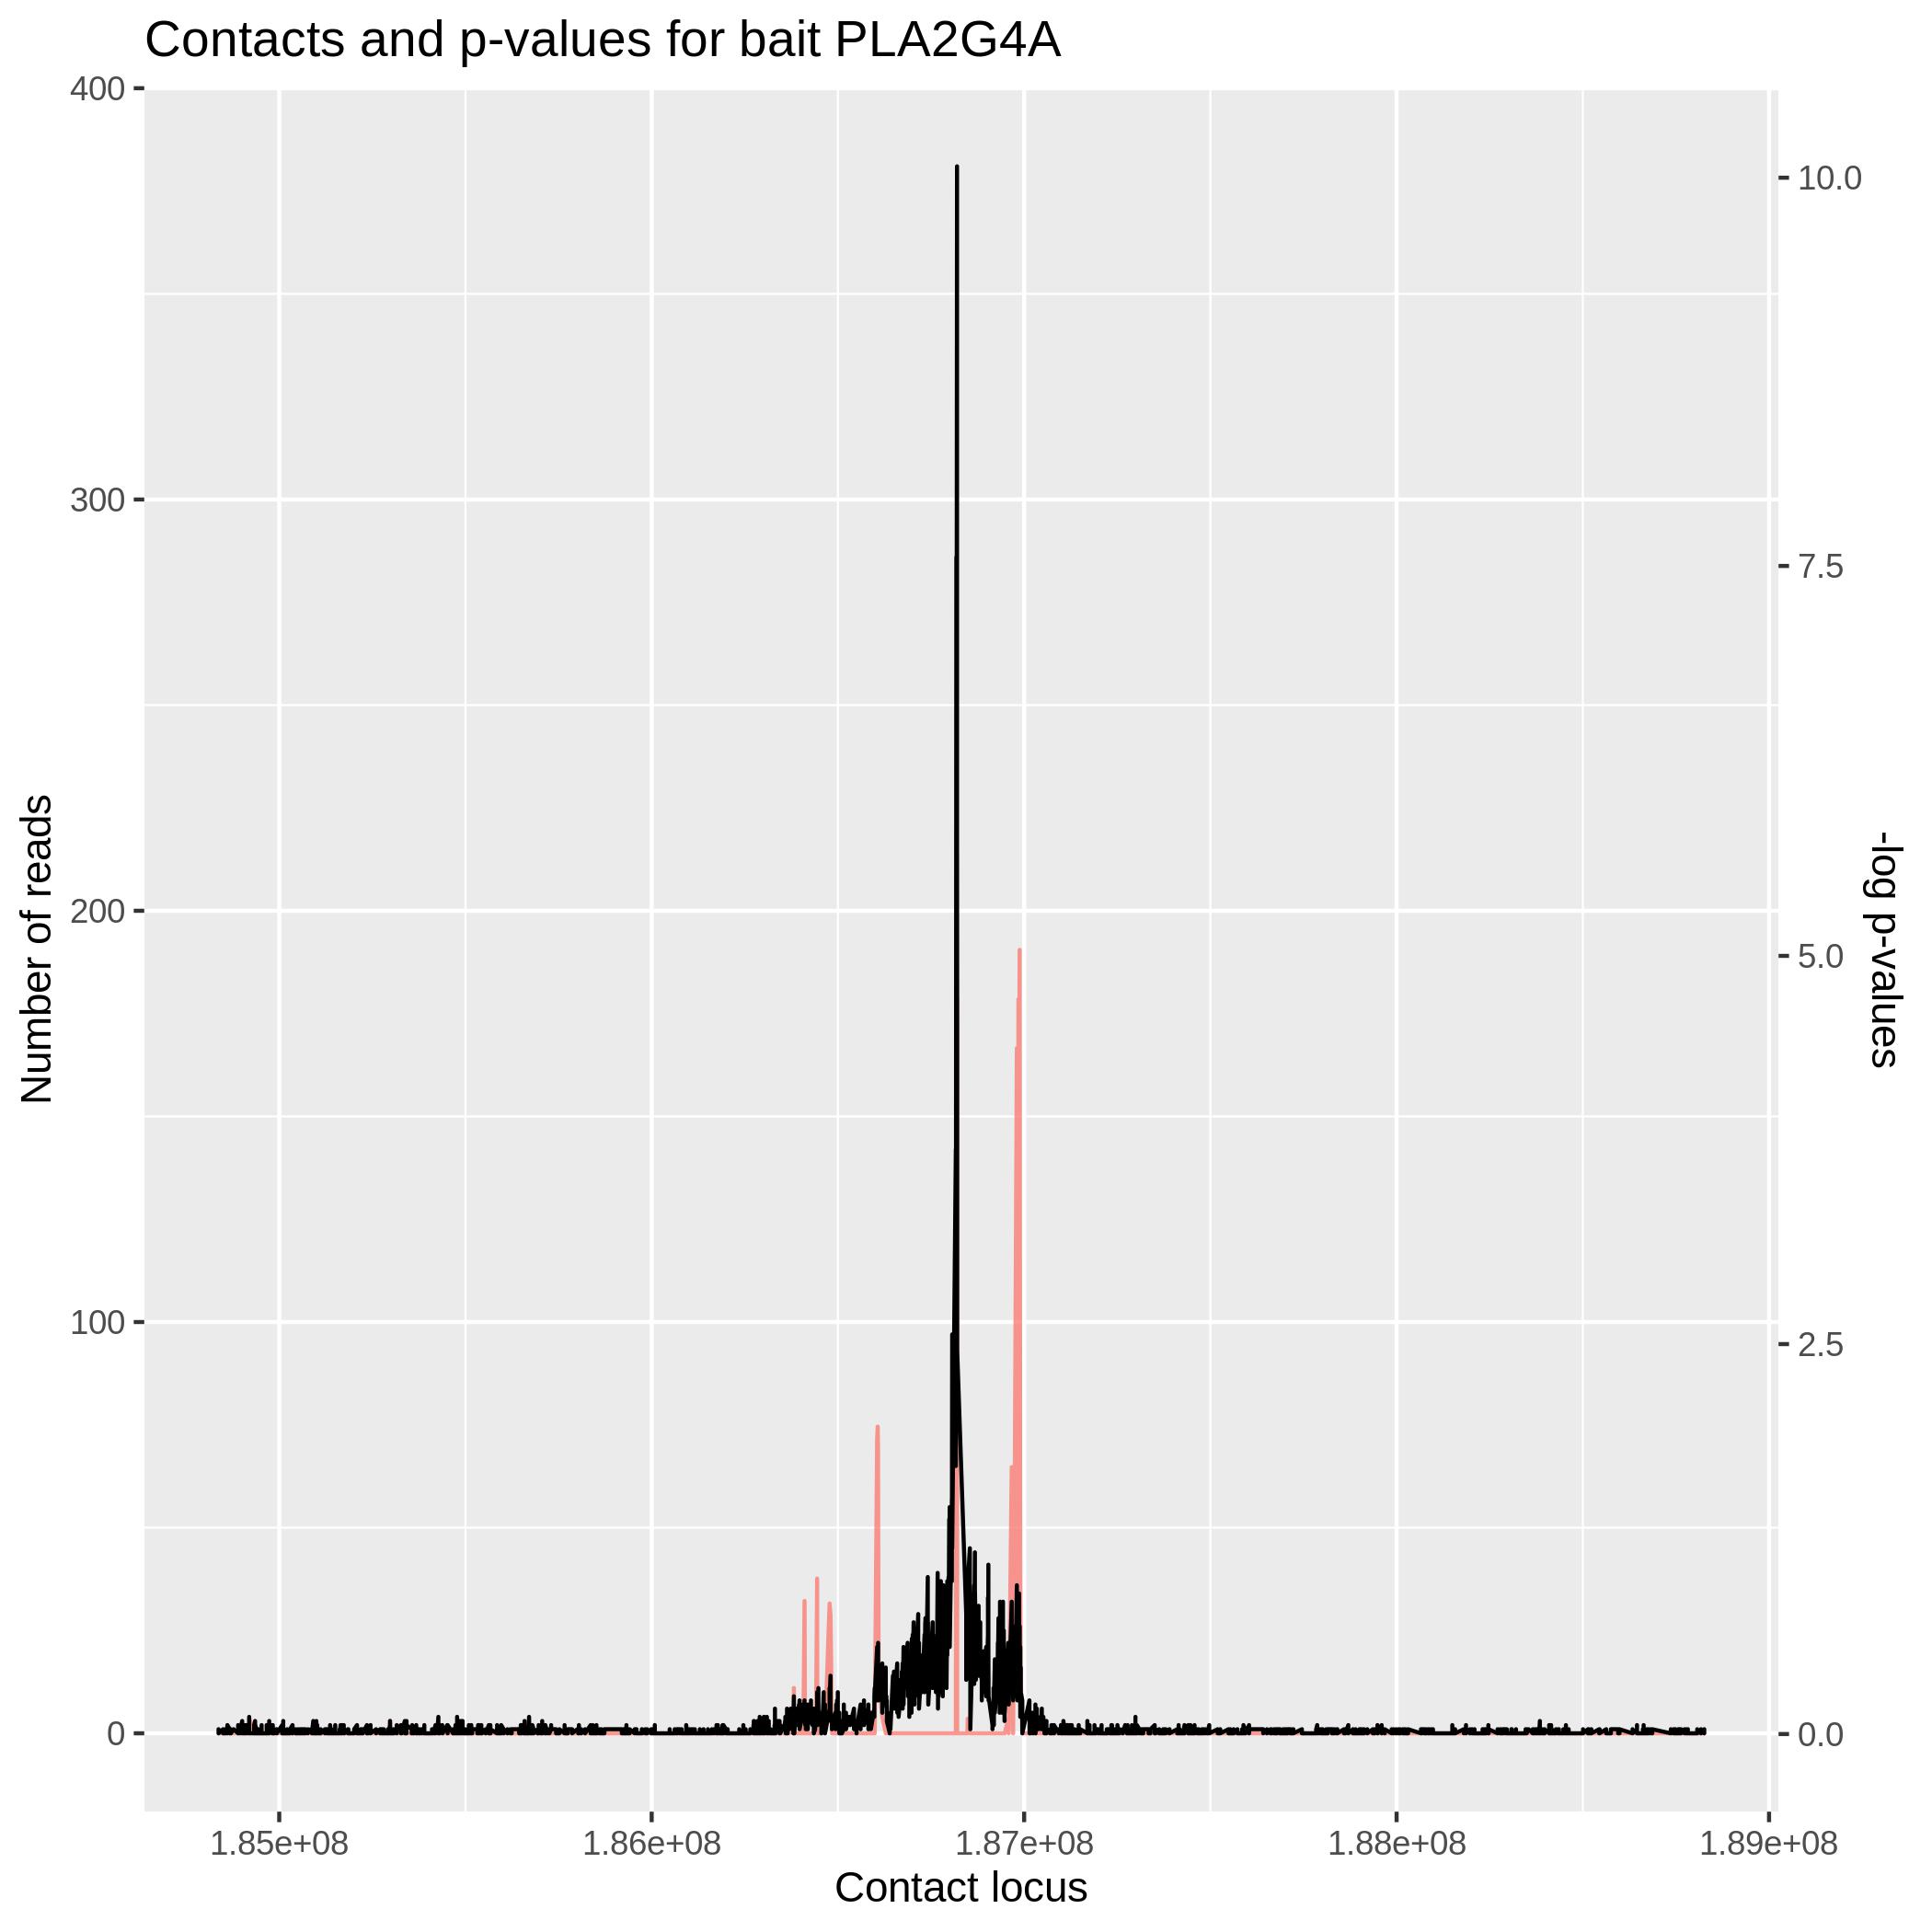 Contacts and p-values for bait PLA2G4A
400
300
200
100
0
Number of reads
10.0
7.5
5.0
2.5
0.0
-log p-values
1.85e+08
1.86e+08
1.87e+08
1.88e+08
1.89e+08
Contact locus